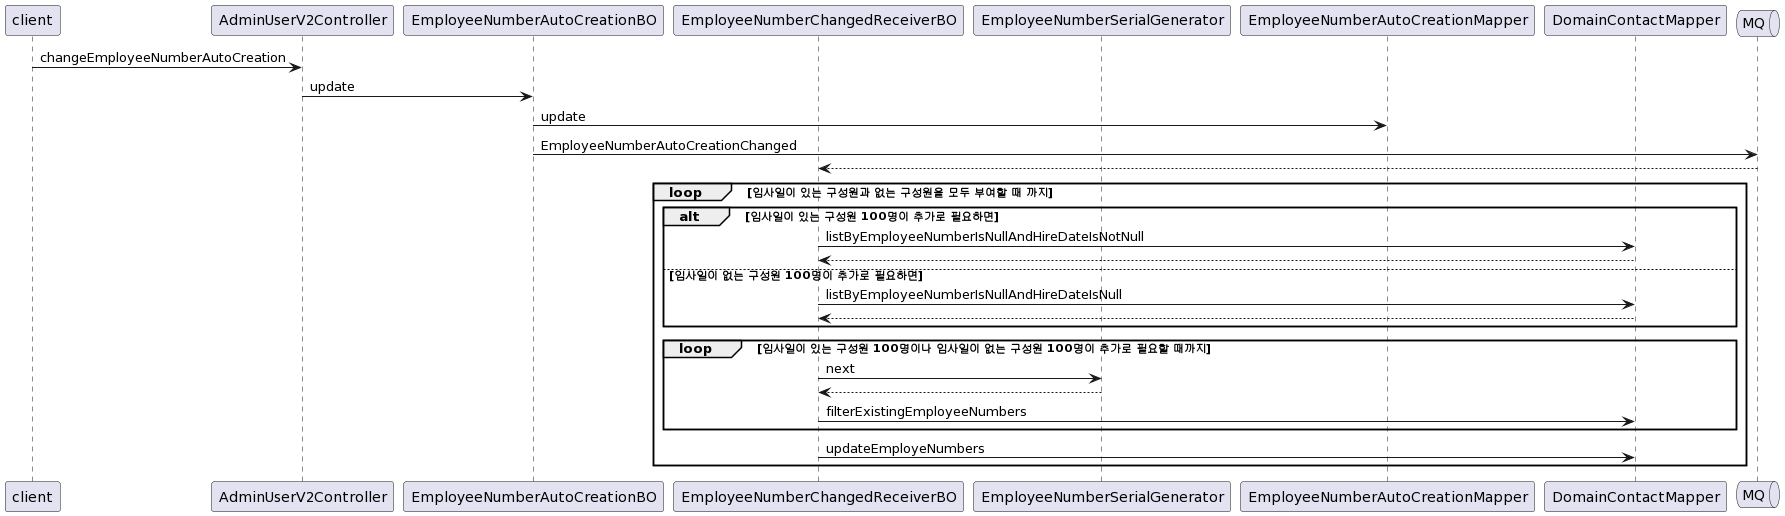 client AdminUserV2Controller EmployeeNumberAutoCreationBO EmployeeNumberChangedReceiverBO EmployeeNumberSerialGenerator EmployeeNumberAutoCreationMapper DomainContactMapper MQ
changeEmployeeNumberAutoCreation
update
update
EmployeeNumberAutoCreationChanged
loop [입사일이 있는 구성원과 없는 구성원을 모두 부여할 때 까지]
alt [입사일이 있는 구성원 100명이 추가로 필요하면]
listByEmployeeNumberIsNullAndHireDateIsNotNull
[입사일이 없는 구성원 100명이 추가로 필요하면]
listByEmployeeNumberIsNullAndHireDateIsNull
loop [입사일이 있는 구성원 100명이나 입사일이 없는 구성원 100명이 추가로 필요할 때까지]
next
filterExistingEmployeeNumbers
updateEmployeNumbers
client AdminUserV2Controller EmployeeNumberAutoCreationBO EmployeeNumberChangedReceiverBO EmployeeNumberSerialGenerator EmployeeNumberAutoCreationMapper DomainContactMapper MQ